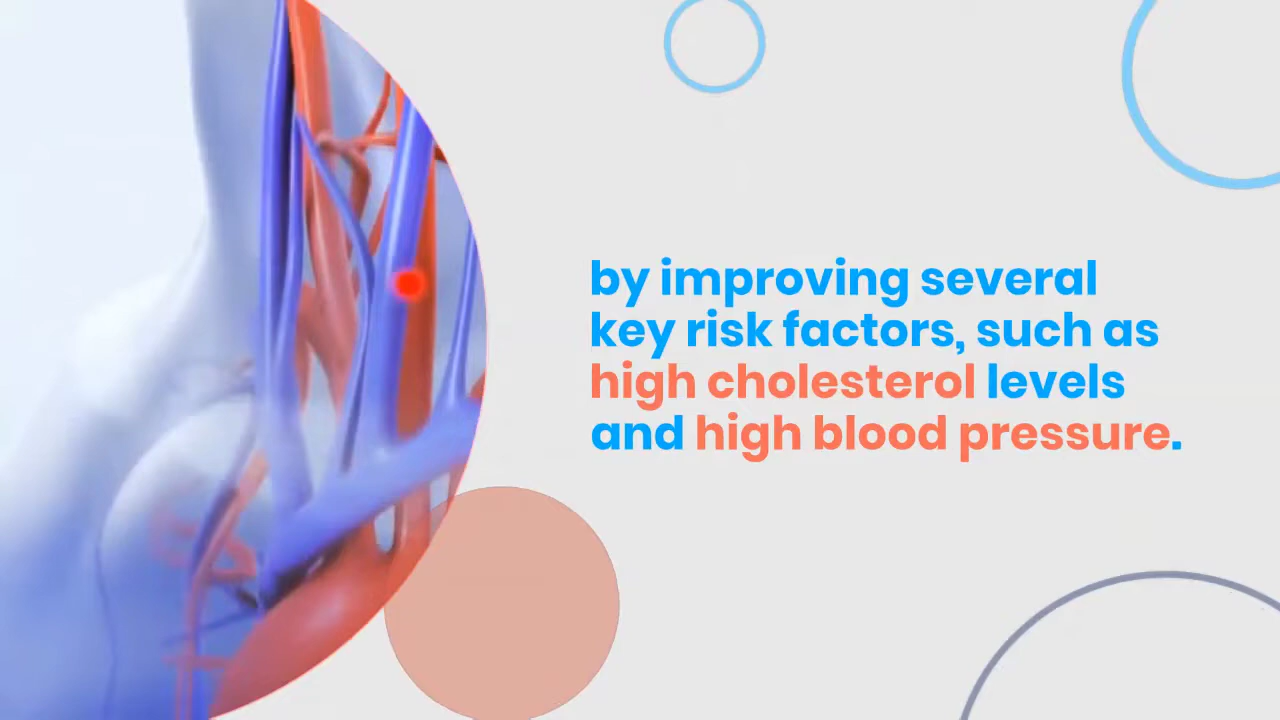 by improving several
key risk factors, such as
high cholesterol levels
and high blood pressure.